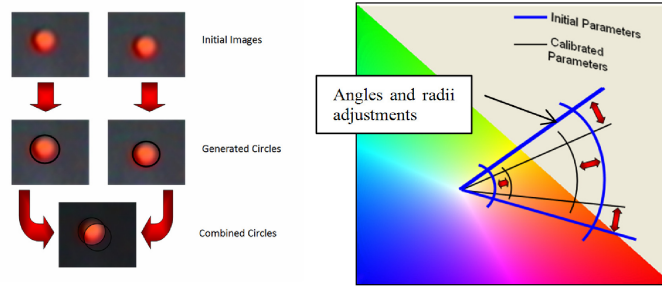 Initial Images
Generated Circles
Combined Circles
Initial Parameters
Calibrated
Parameters
Angles and radii
adjustments